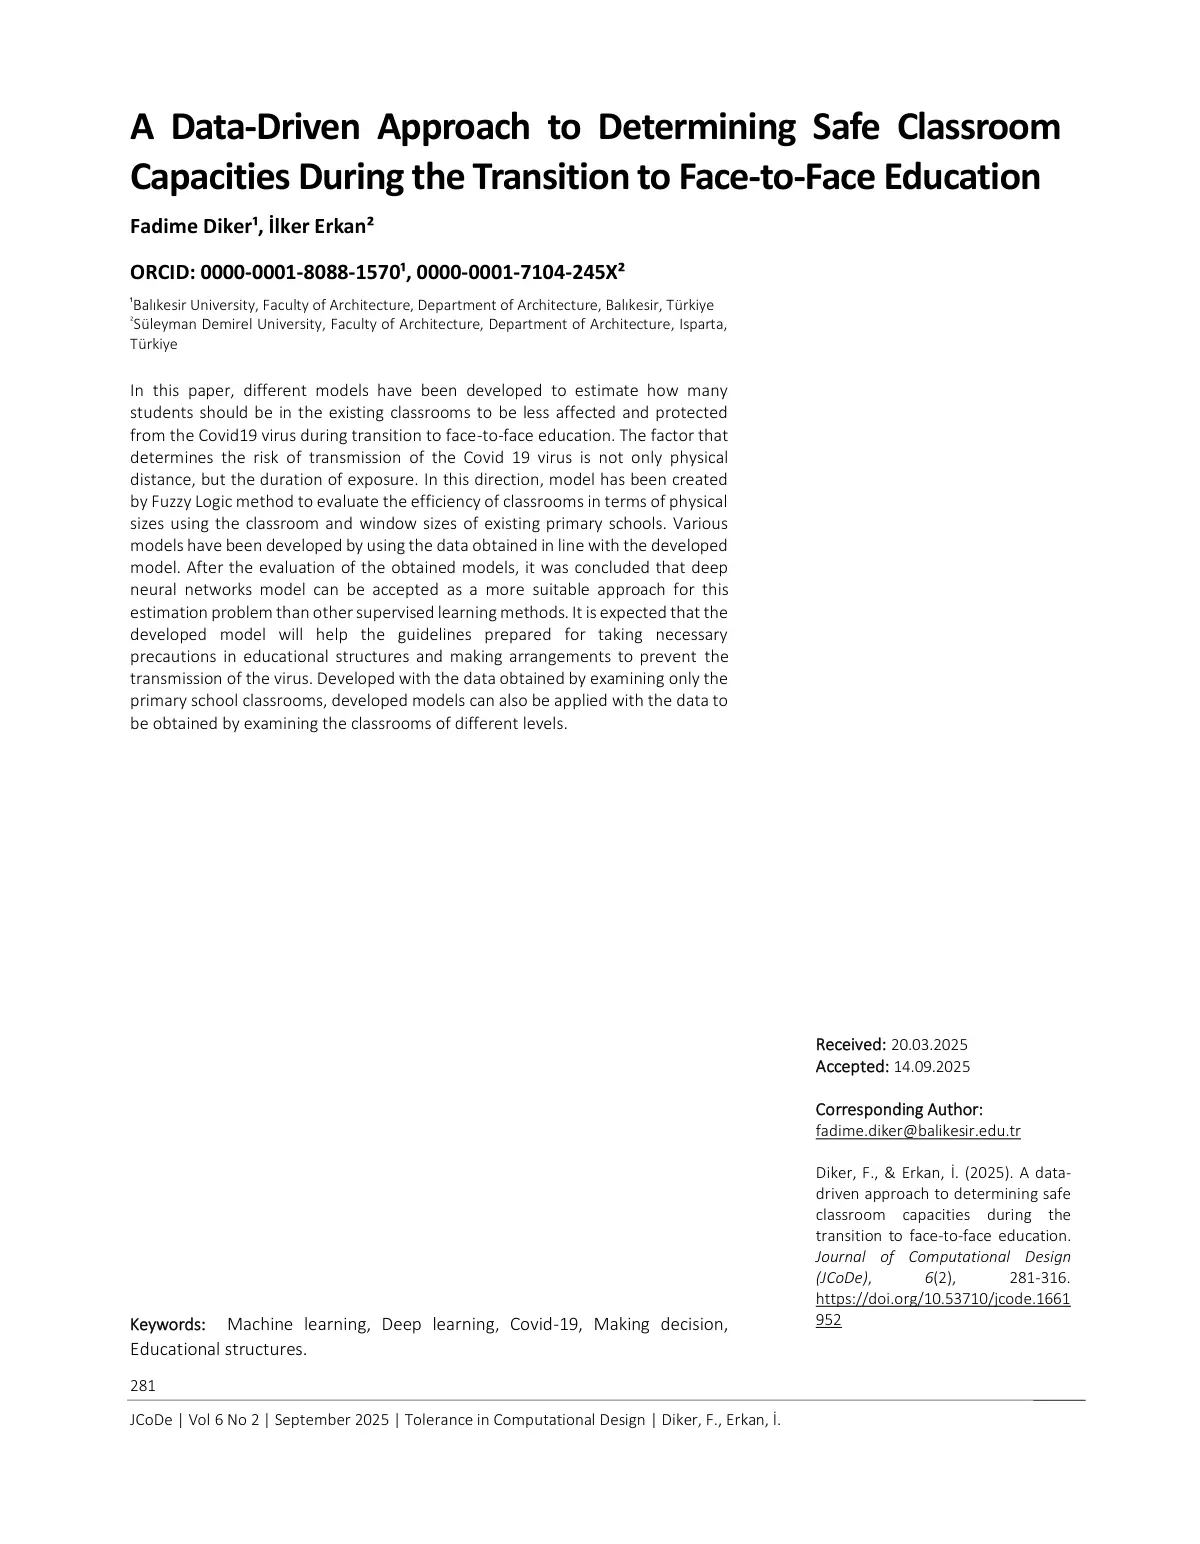 A Data-Driven Approach to Determining Safe Classroom
Capacities During the Transition to Face-to-Face Education
Fadime Diker¹, İlker Erkan²
ORCID: 0000-0001-8088-1570¹, 0000-0001-7104-245X²
¹Balıkesir University, Faculty of Architecture, Department of Architecture, Balıkesir, Türkiye
²Süleyman Demirel University, Faculty of Architecture, Department of Architecture, Isparta,
Türkiye
In this paper, different models have been developed to estimate how many
students should be in the existing classrooms to be less affected and protected
from the Covid19 virus during transition to face-to-face education. The factor that
determines the risk of transmission of the Covid 19 virus is not only physical
distance, but the duration of exposure. In this direction, model has been created
by Fuzzy Logic method to evaluate the efficiency of classrooms in terms of physical
sizes using the classroom and window sizes of existing primary schools. Various
models have been developed by using the data obtained in line with the developed
model. After the evaluation of the obtained models, it was concluded that deep
neural networks model can be accepted as a more suitable approach for this
estimation problem than other supervised learning methods. It is expected that the
developed model will help the guidelines prepared for taking necessary
precautions in educational structures and making arrangements to prevent the
transmission of the virus. Developed with the data obtained by examining only the
primary school classrooms, developed models can also be applied with the data to
be obtained by examining the classrooms of different levels.
Received: 20.03.2025
Accepted: 14.09.2025
Corresponding Author:
fadime.diker@balikesir.edu.tr
Diker, F., & Erkan, İ. (2025). A data-
driven approach to determining safe
classroom capacities during the
transition to face-to-face education.
Journal of Computational Design
(JCoDe), 6(2), 281-316.
https://doi.org/10.53710/jcode.1661
952
Keywords: Machine learning, Deep learning, Covid-19, Making decision,
Educational structures.
281
JCoDe | Vol 6 No 2 | September 2025 | Tolerance in Computational Design | Diker, F., Erkan, İ.